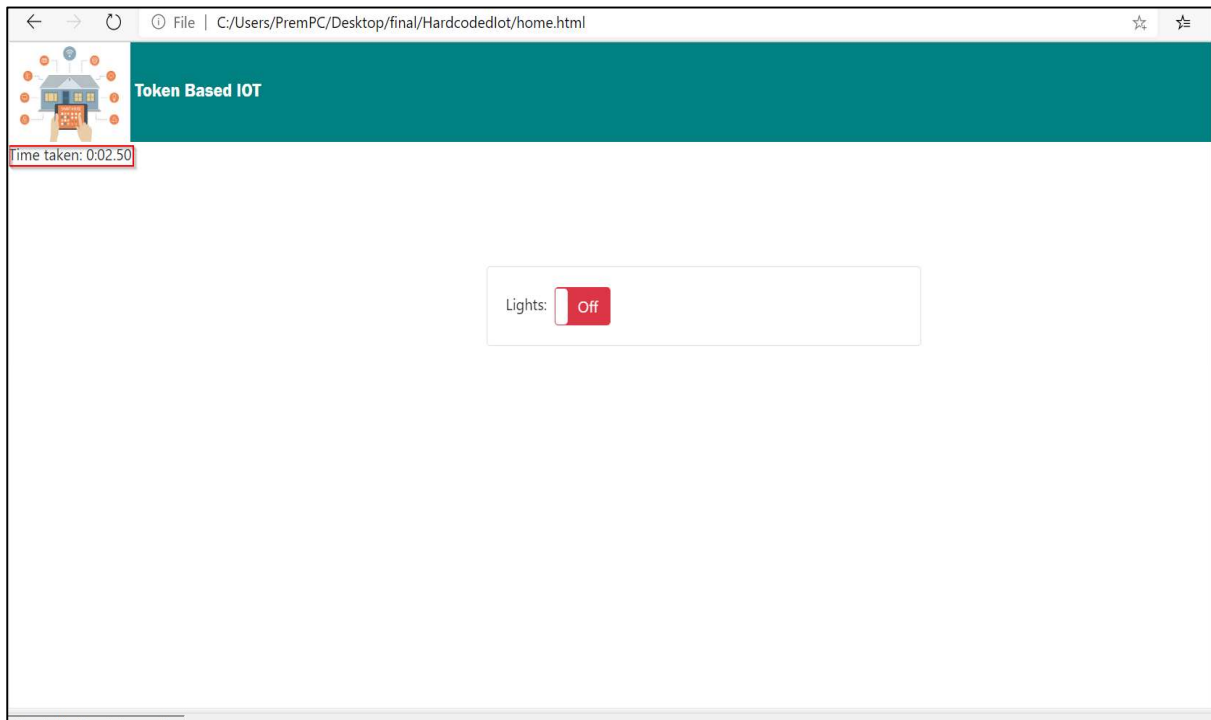 File | C:/Users/PremPC/Desktop/final/HardcodedIot/home.html
Token Based IOT
Time taken: 0:02.50
Lights: Off